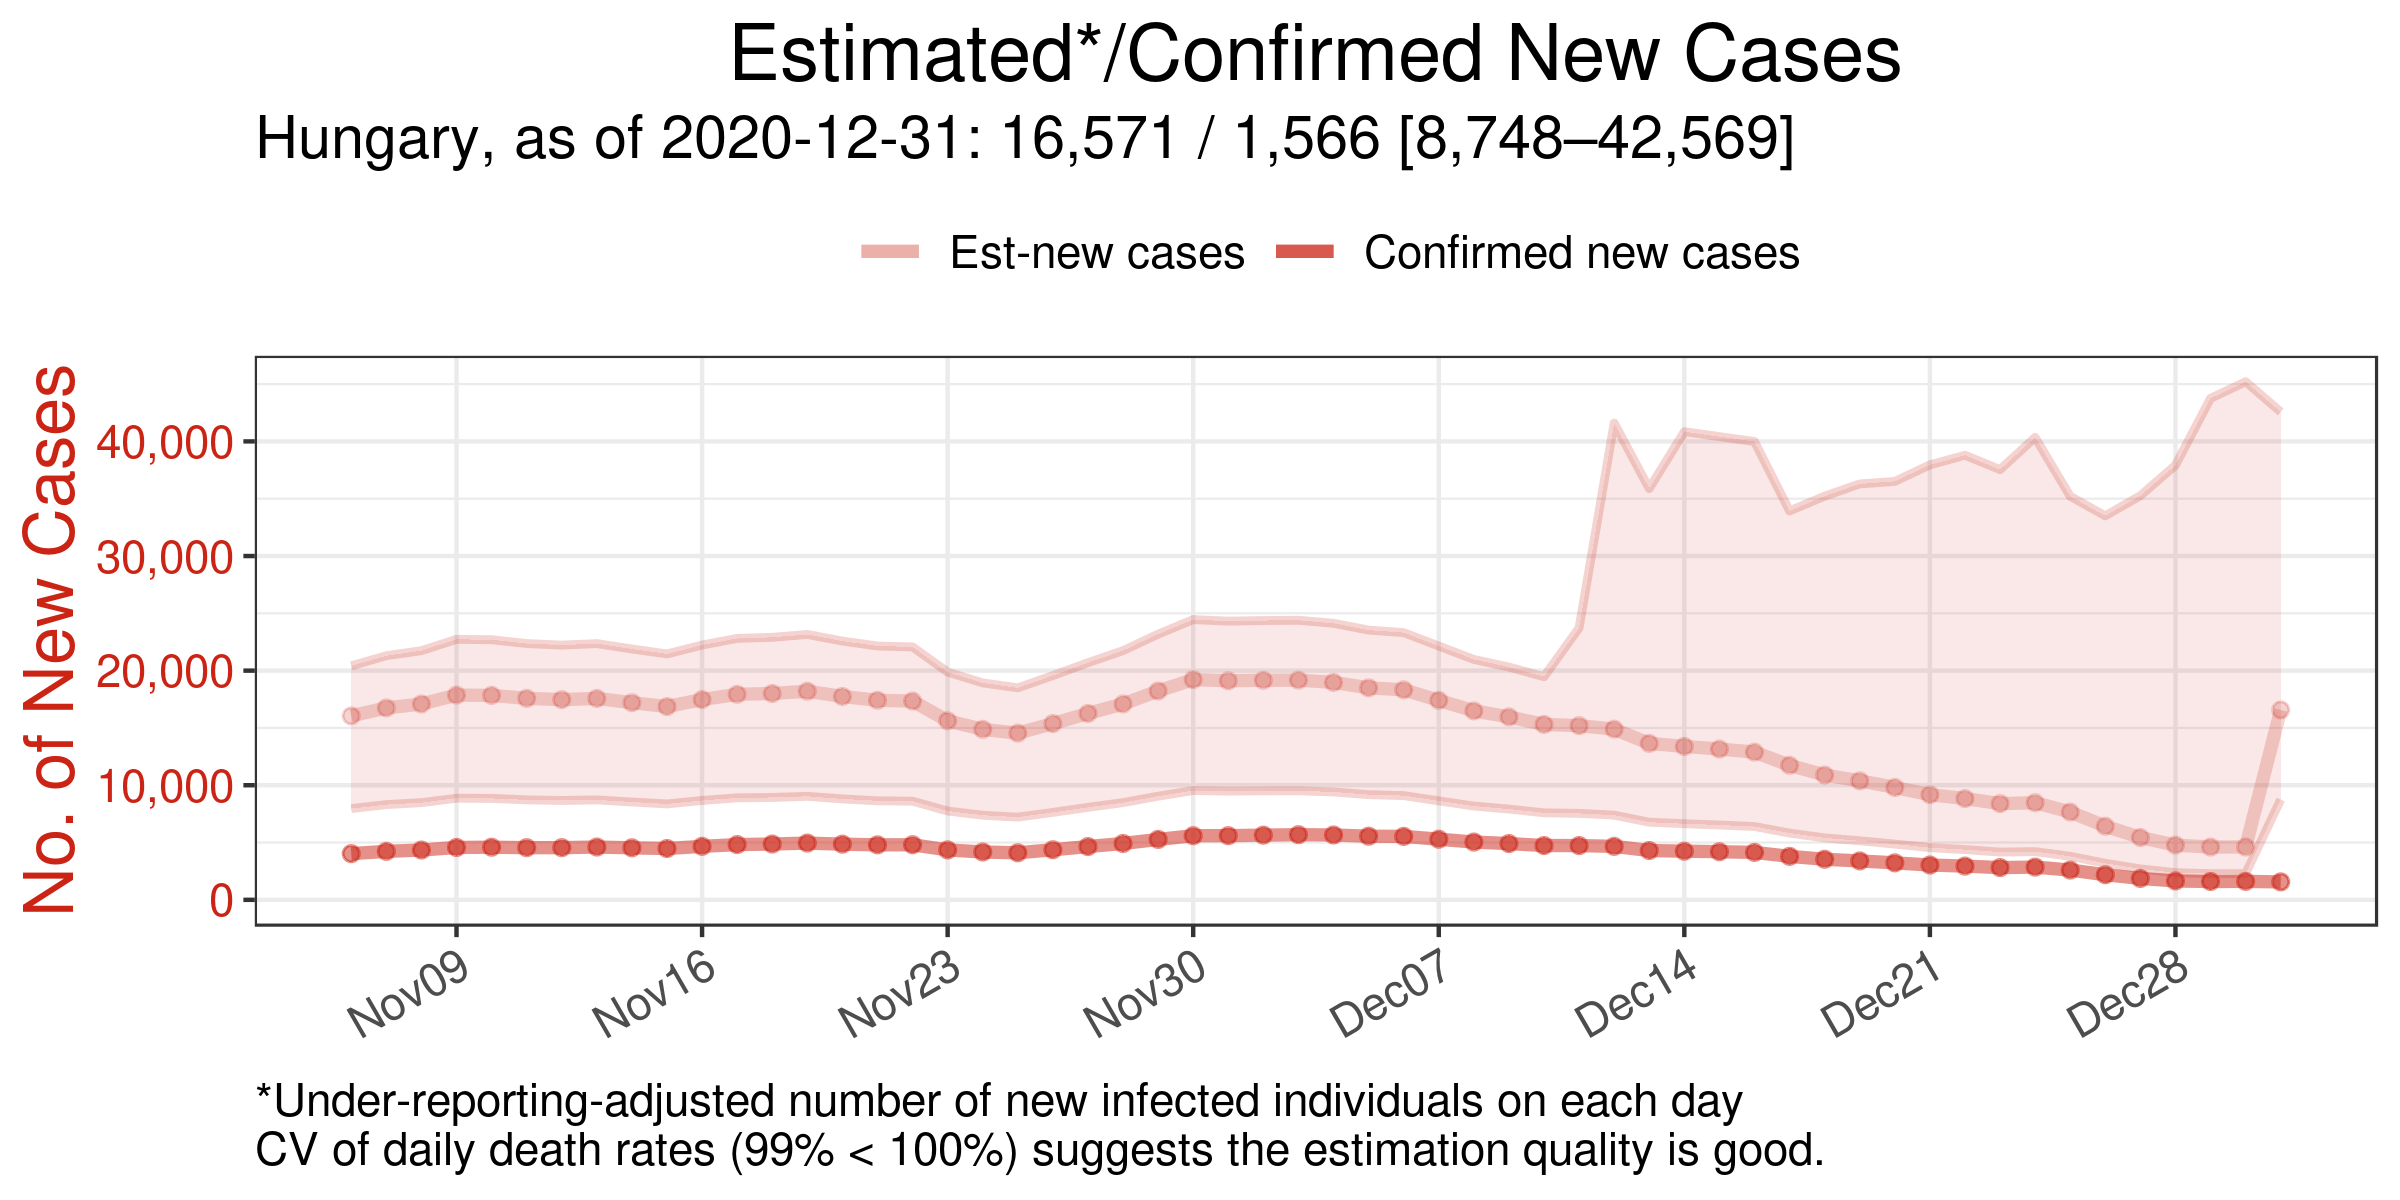 Estimated*/Confirmed New Cases
Hungary, as of 2020-12-31: 16,571 / 1,566 [8,748–42,569]
Est-new cases
Confirmed new cases
No. of New Cases
40,000
30,000
20,000
10,000
0
Nov09
Nov16
Nov23
Nov30
Dec07
Dec14
Dec21
Dec28
*Under-reporting-adjusted number of new infected individuals on each day
CV of daily death rates (99% < 100%) suggests the estimation quality is good.